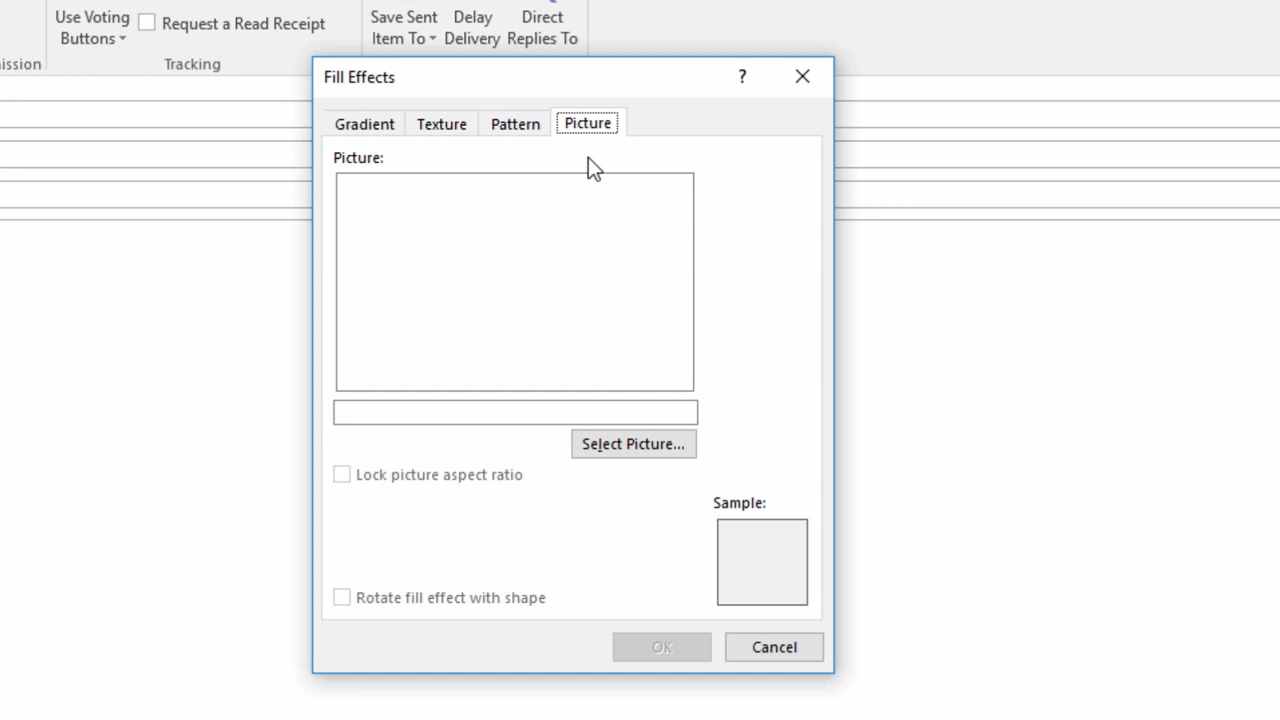 Use Voting
Buttons
Request a Read Receipt
Save Sent
Item To
Delay
Delivery
Direct
Replies To
ission
Tracking
Fill Effects
?
Gradient
Texture
Pattern
Picture
Picture:
Select Picture...
Lock picture aspect ratio
Sample:
Rotate fill effect with shape
OK
Cancel